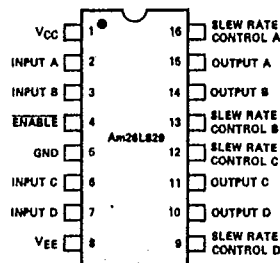 VCC 1 16 SLEW RATE CONTROL A
INPUT A 2 15 OUTPUT A
INPUT B 3 14 OUTPUT B
ENABLE 4 13 SLEW RATE CONTROL B
Am26LS29
GND 5 12 SLEW RATE CONTROL C
INPUT C 6 11 OUTPUT C
INPUT D 7 10 OUTPUT D
VEE 8 9 SLEW RATE CONTROL D